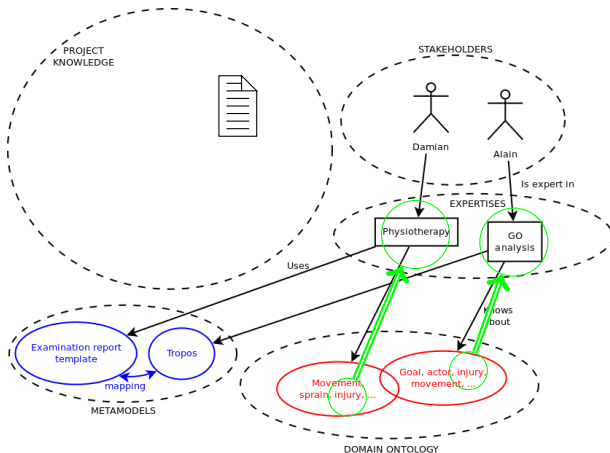 PROJECT
KNOWLEDGE
STAKEHOLDERS
Damian
Alain
Is expert in
EXPERTISES
Physiotherapy
GO
analysis
Uses
Knows
bout
Examination report
template
Tropos
mapping
METAMODELS
Movement,
sprain, injury, ...
Goal, actor, injury,
movement, ...
DOMAIN ONTOLOGY